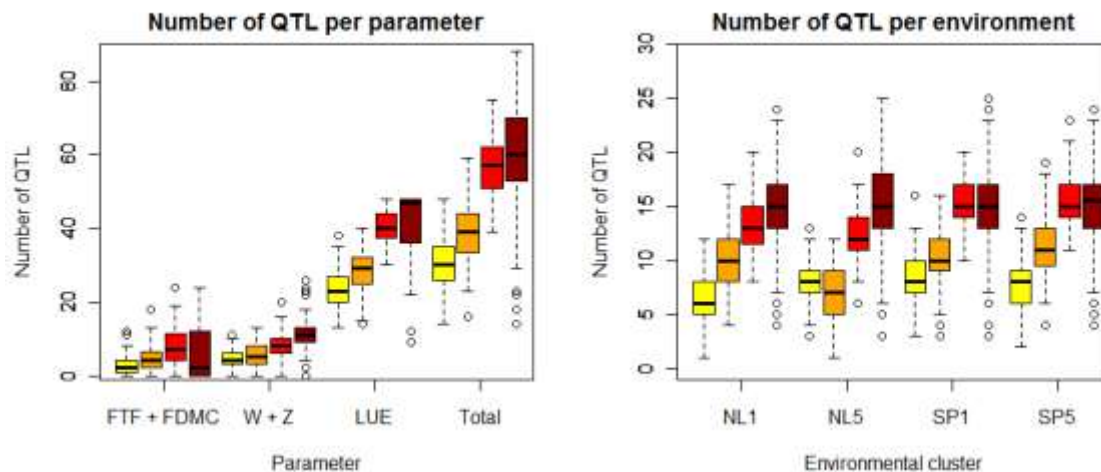 Number of QTL per parameter
Number of QTL
0 20 40 60 80
FTF + FDMC W + Z LUE Total
Parameter
Number of QTL per environment
Number of QTL
0 5 10 15 20 25 30
NL1 NL5 SP1 SP5
Environmental cluster